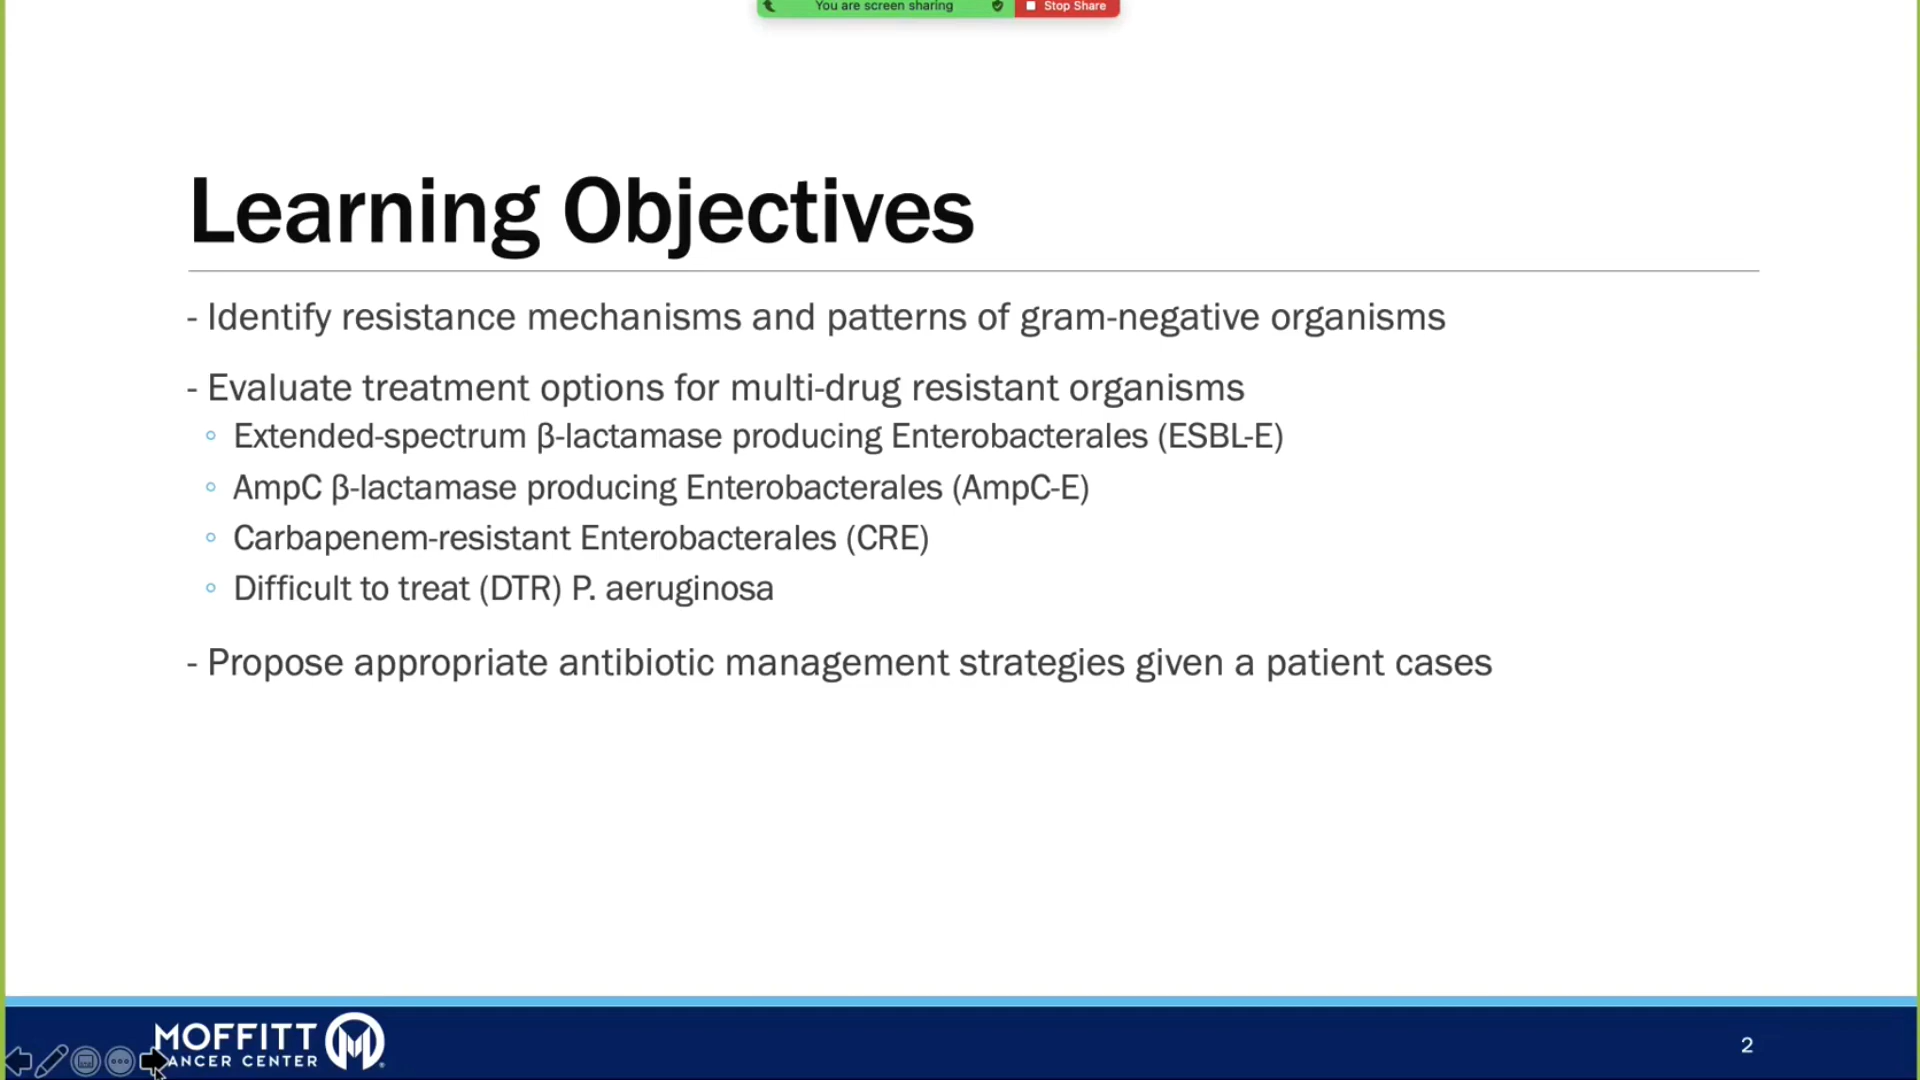 You are screen sharing
Stop Share
Learning Objectives
- Identify resistance mechanisms and patterns of gram-negative organisms
- Evaluate treatment options for multi-drug resistant organisms
◦ Extended-spectrum β-lactamase producing Enterobacterales (ESBL-E)
◦ AmpC β-lactamase producing Enterobacterales (AmpC-E)
◦ Carbapenem-resistant Enterobacterales (CRE)
◦ Difficult to treat (DTR) P. aeruginosa
- Propose appropriate antibiotic management strategies given a patient cases
MOFFITT
ANCER CENTER
2